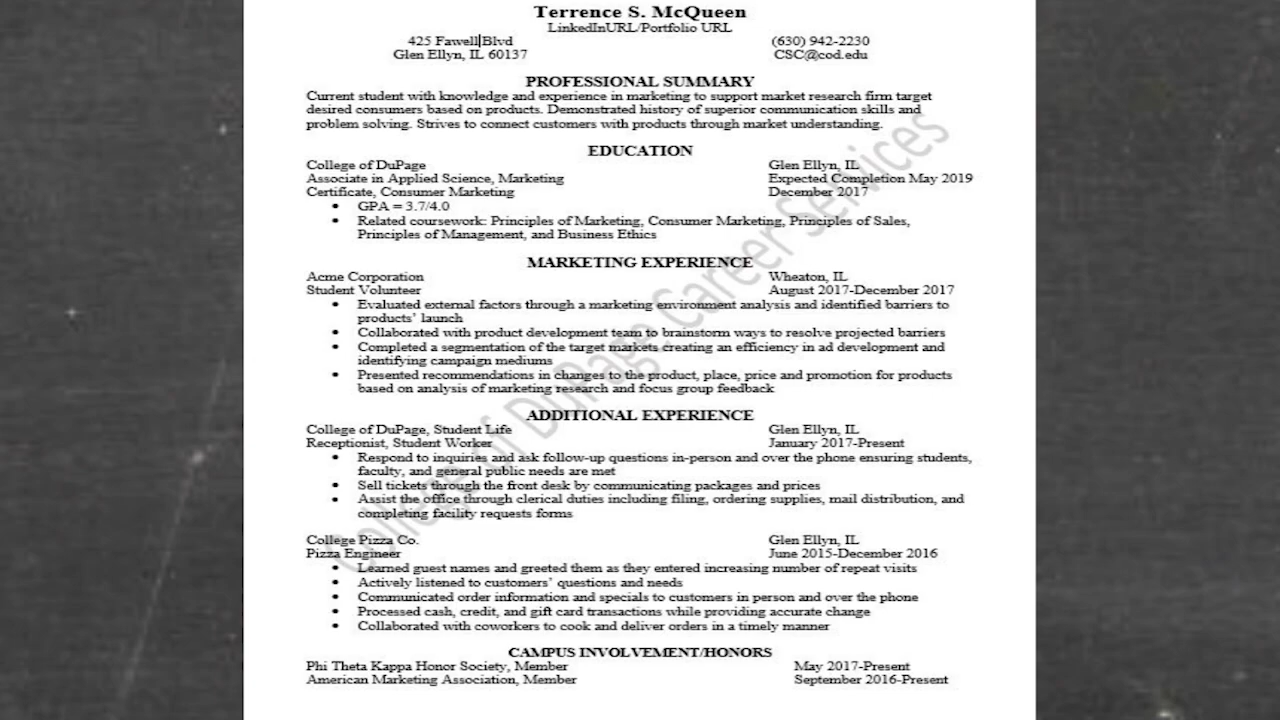 Terrence S. McQueen
LinkedInURL/Portfolio URL
425 Fawell Blvd (630) 942-2230
Glen Ellyn, IL 60137 CSC@cod.edu
PROFESSIONAL SUMMARY
Current student with knowledge and experience in marketing to support market research firm target
desired consumers based on products. Demonstrated history of superior communication skills and
problem solving. Strives to connect customers with products through market understanding.
EDUCATION
College of DuPage Glen Ellyn, IL
Associate in Applied Science, Marketing Expected Completion May 2019
Certificate, Consumer Marketing December 2017
• GPA = 3.7/4.0
• Related coursework: Principles of Marketing, Consumer Marketing, Principles of Sales,
Principles of Management, and Business Ethics
MARKETING EXPERIENCE
Acme Corporation Wheaton, IL
Student Volunteer August 2017-December 2017
• Evaluated external factors through a marketing environment analysis and identified barriers to
products' launch
• Collaborated with product development team to brainstorm ways to resolve projected barriers
• Completed a segmentation of the target markets creating an efficiency in ad development and
identifying campaign mediums
• Presented recommendations in changes to the product, place, price and promotion for products
based on analysis of marketing research and focus group feedback
ADDITIONAL EXPERIENCE
College of DuPage, Student Life Glen Ellyn, IL
Receptionist, Student Worker January 2017-Present
• Respond to inquiries and ask follow-up questions in-person and over the phone ensuring students,
faculty, and general public needs are met
• Sell tickets through the front desk by communicating packages and prices
• Assist the office through clerical duties including filing, ordering supplies, mail distribution, and
completing facility requests forms
College Pizza Co. Glen Ellyn, IL
Pizza Engineer June 2015-December 2016
• Learned guest names and greeted them as they entered increasing number of repeat visits
• Actively listened to customers' questions and needs
• Communicated order information and specials to customers in person and over the phone
• Processed cash, credit, and gift card transactions while providing accurate change
• Collaborated with coworkers to cook and deliver orders in a timely manner
CAMPUS INVOLVEMENT/HONORS
Phi Theta Kappa Honor Society, Member May 2017-Present
American Marketing Association, Member September 2016-Present
College of DuPage Career Services